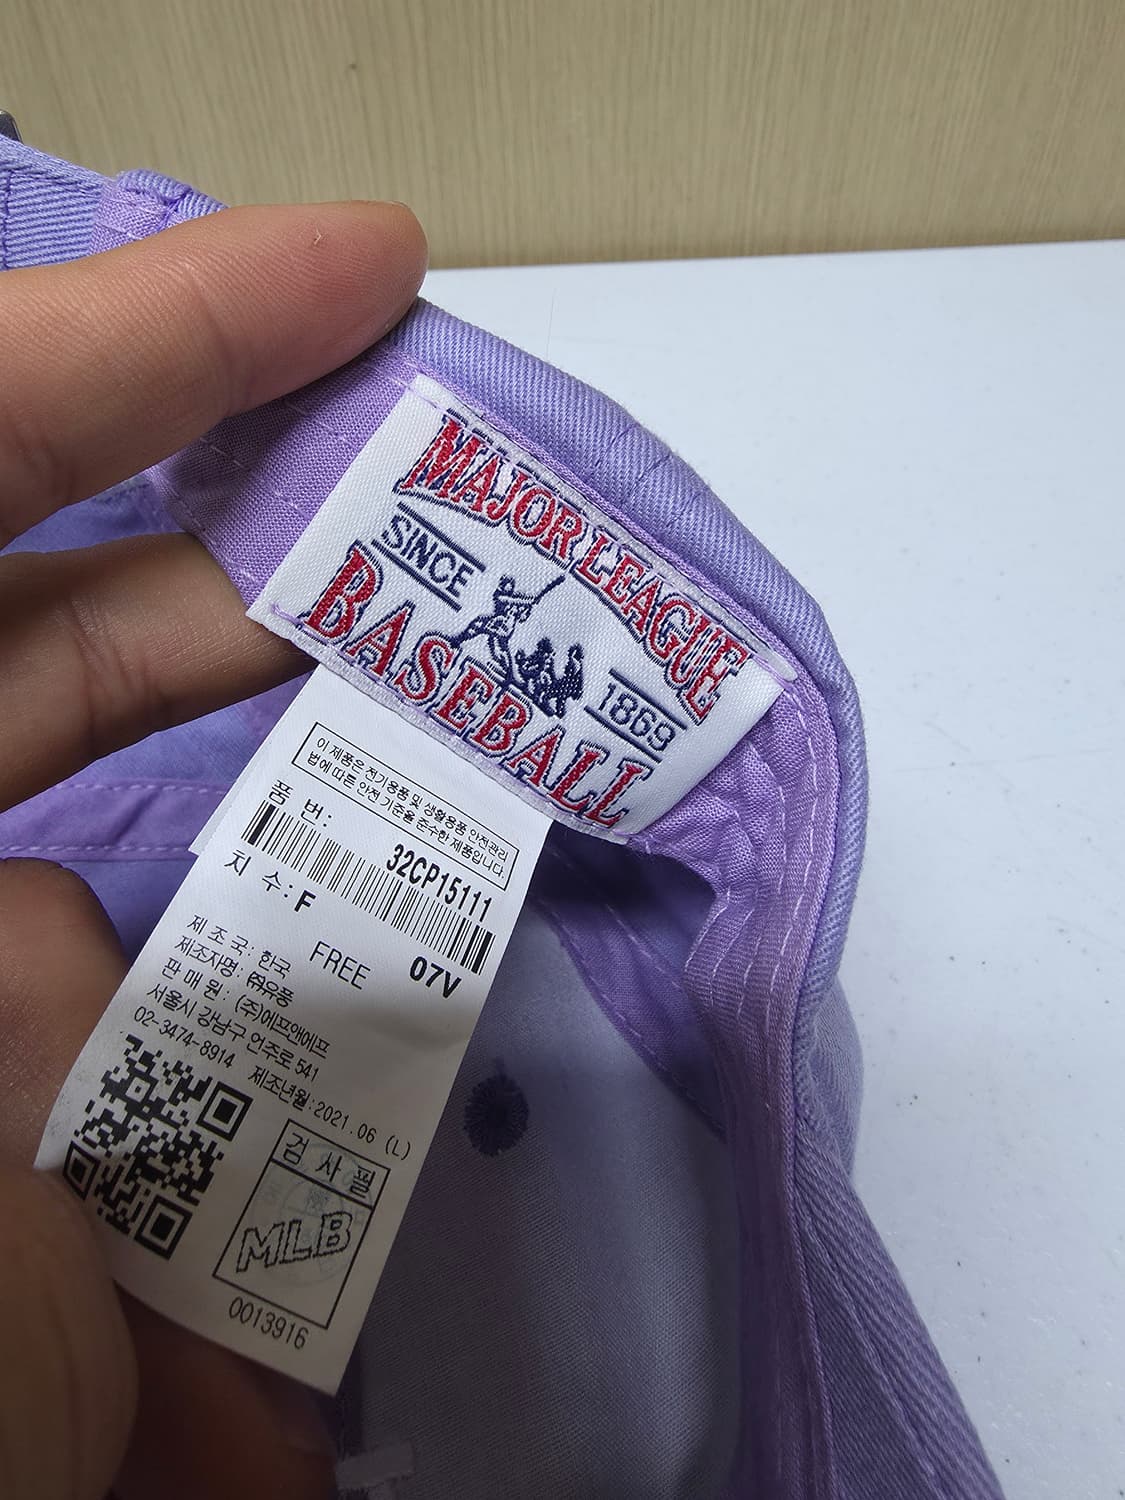 MAJOR LEAGUE
SINCE
1869
BASEBALL
이 제품은 전기용품 및 생활용품 안전관리
법에 따른 안전 기준을 준수한 제품입니다.
품 번:
32CP15111
치 수: F
FREE
07V
제 조 국: 한국
제조자명: ㈜유풍
판 매 원: (주)에프앤에프
서울시 강남구 언주로 541
02-3474-8914
제조년월:2021.06 (L)
검 사 필
MLB
0013916